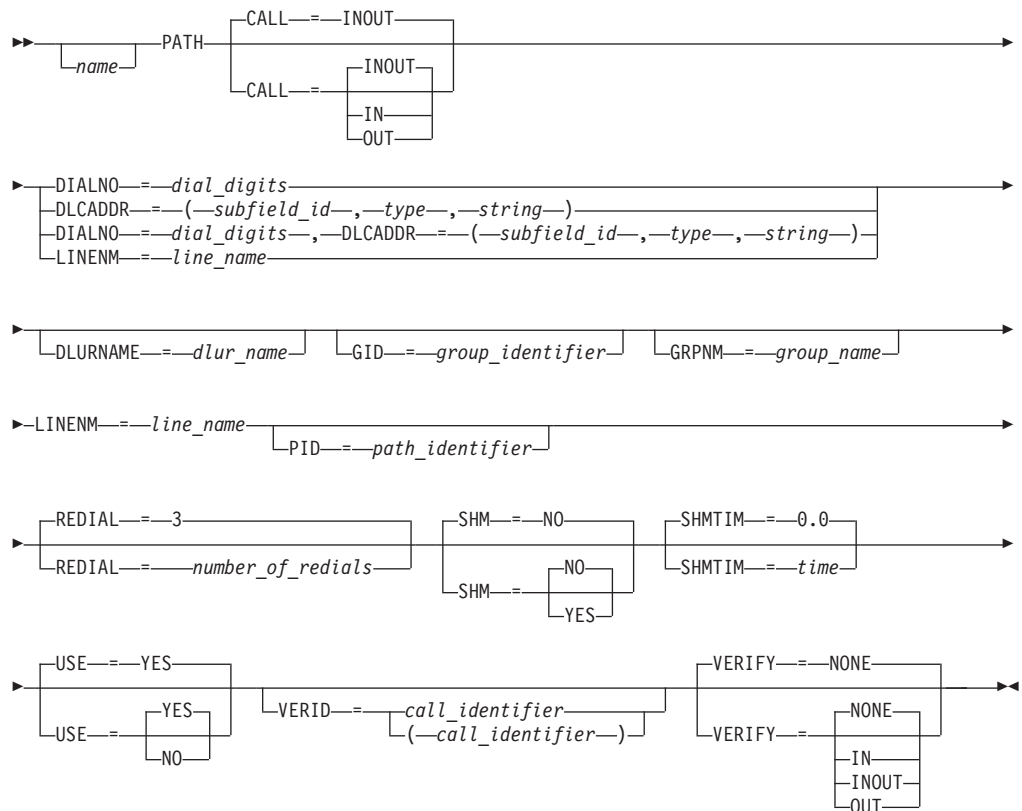 CALL = INOUT
name PATH
CALL = INOUT
IN
OUT
DIALNO = dial_digits
DLCADDR = ( subfield_id , type , string )
DIALNO = dial_digits , DLCADDR = ( subfield_id , type , string )
LINENM = line_name
DLURNAME = dlur_name GID = group_identifier GRPNM = group_name
LINENM = line_name
PID = path_identifier
REDIAL = 3 SHM = NO SHMTIM = 0.0
REDIAL = number_of_redials SHM = NO SHMTIM = time
YES
USE = YES VERIFY = NONE
USE = YES VERID = call_identifier VERIFY = NONE
NO ( call_identifier ) IN
INOUT
OUT